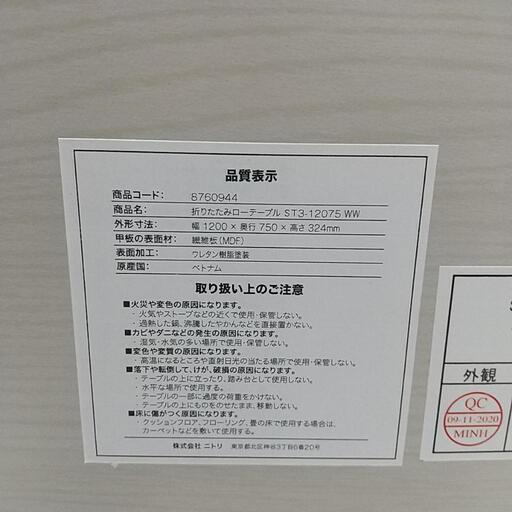 品質表示
商品コード: 8760944
商品名: 折りたたみローテーブル ST3-12075 WW
外形寸法: 幅 1200 × 奥行 750 × 高さ 324mm
甲板の表面材: 繊維板(MDF)
表面加工: ウレタン樹脂塗装
原産国: ベトナム
取り扱い上のご注意
■火災や変色の原因になります。
・火気やストーブなどの近くで使用・保管しない。
・過熱した鍋、沸騰したやかんなどを直接置かない。
■カビやダニなどの発生の原因になります。
・湿気・水気の多い場所で使用・保管しない。
■変色や変質の原因になります。
・高温になるところや直射日光の当たる場所で使用・保管しない。
■落下や転倒して、けが、破損の原因になります。
・テーブルの上に立ったり、踏み台として使用しない。
・水平な場所で使用する。
・テーブルの一部に過度の荷重をかけない。
・テーブルの上にものをのせたまま、移動しない。
■床に傷がつく原因になります。
・クッションフロア、フローリング、畳の床で使用する場合は、
カーペットなどを敷いて使用する。
株式会社 ニトリ 東京都北区神谷3丁目6番20号
外観
QC
09-11-2020
MINH